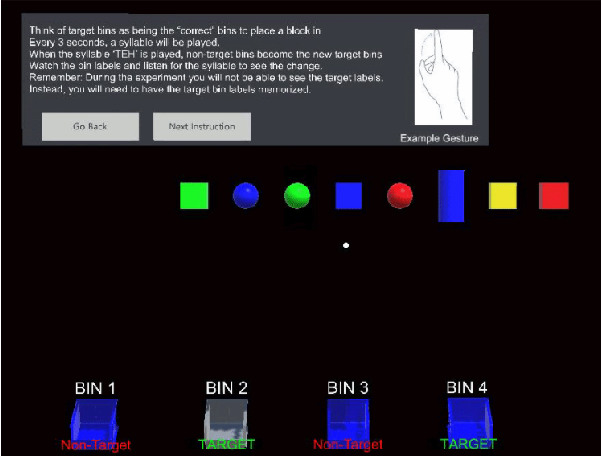 Think of target bins as being the "correct" bins to place a block in
Every 3 seconds, a syllable will be played.
When the syllable 'TEH' is played, non-target bins become the new target bins
Watch the bin labels and listen for the syllable to see the change.
Remember: During the experiment you will not be able to see the target labels.
Instead, you will need to have the target bin labels memorized.
Go Back Next Instruction
Example Gesture
BIN 1 BIN 2 BIN 3 BIN 4
Non-Target TARGET Non-Target TARGET